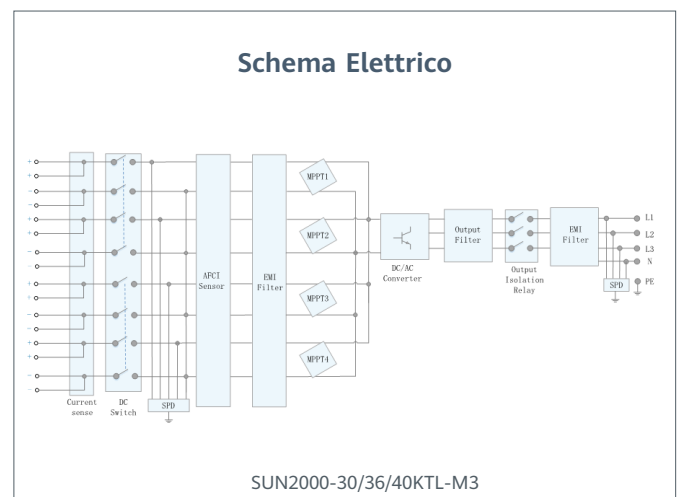 Schema Elettrico
+
+
-
-
+
+
-
-
+
+
-
-
+
+
-
-
Current
sense
DC
Switch
SPD
AFCI
Sensor
EMI
Filter
MPPT1
MPPT2
MPPT3
MPPT4
DC/AC
Converter
Output
Filter
Output
Isolation
Relay
EMI
Filter
L1
L2
L3
N
SPD
PE
SUN2000-30/36/40KTL-M3